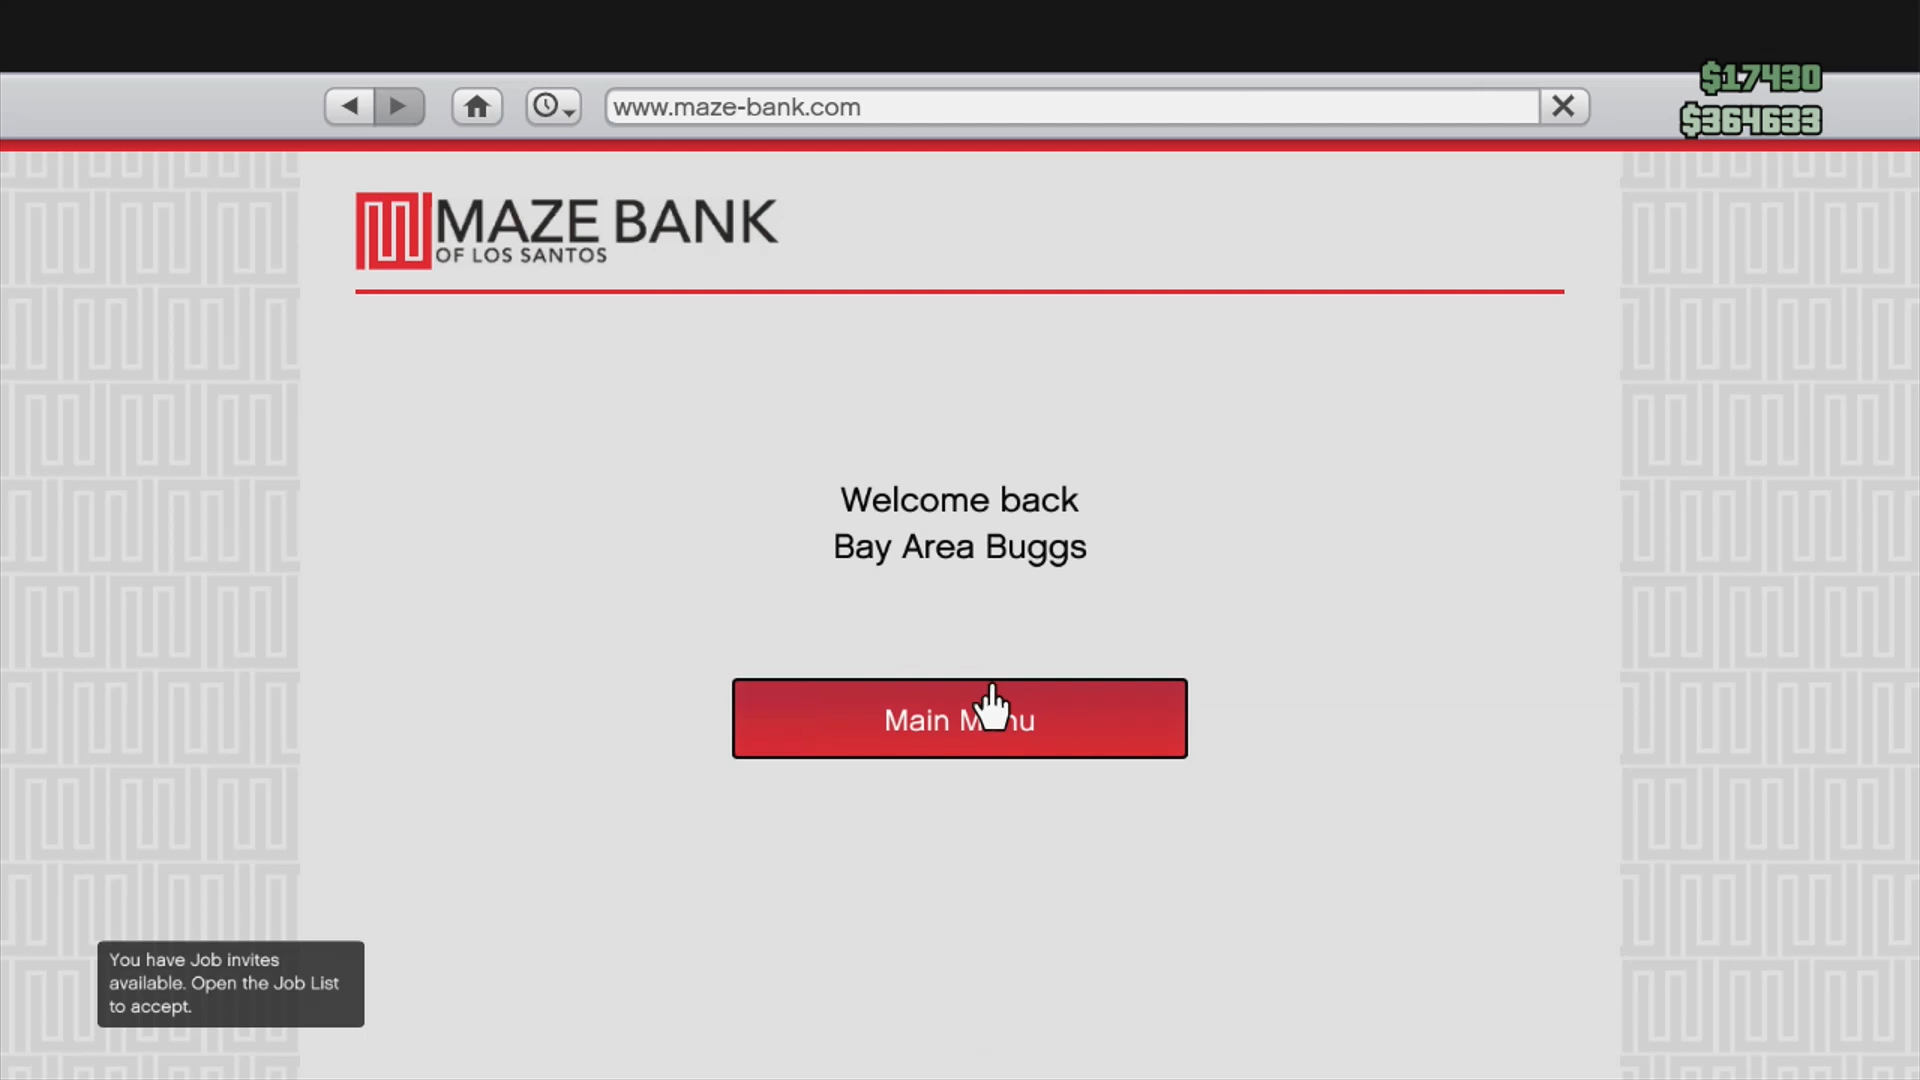 www.maze-bank.com
$17430
$364633
MAZE BANK
OF LOS SANTOS
Welcome back
Bay Area Buggs
Main Menu
You have Job invites
available. Open the Job List
to accept.